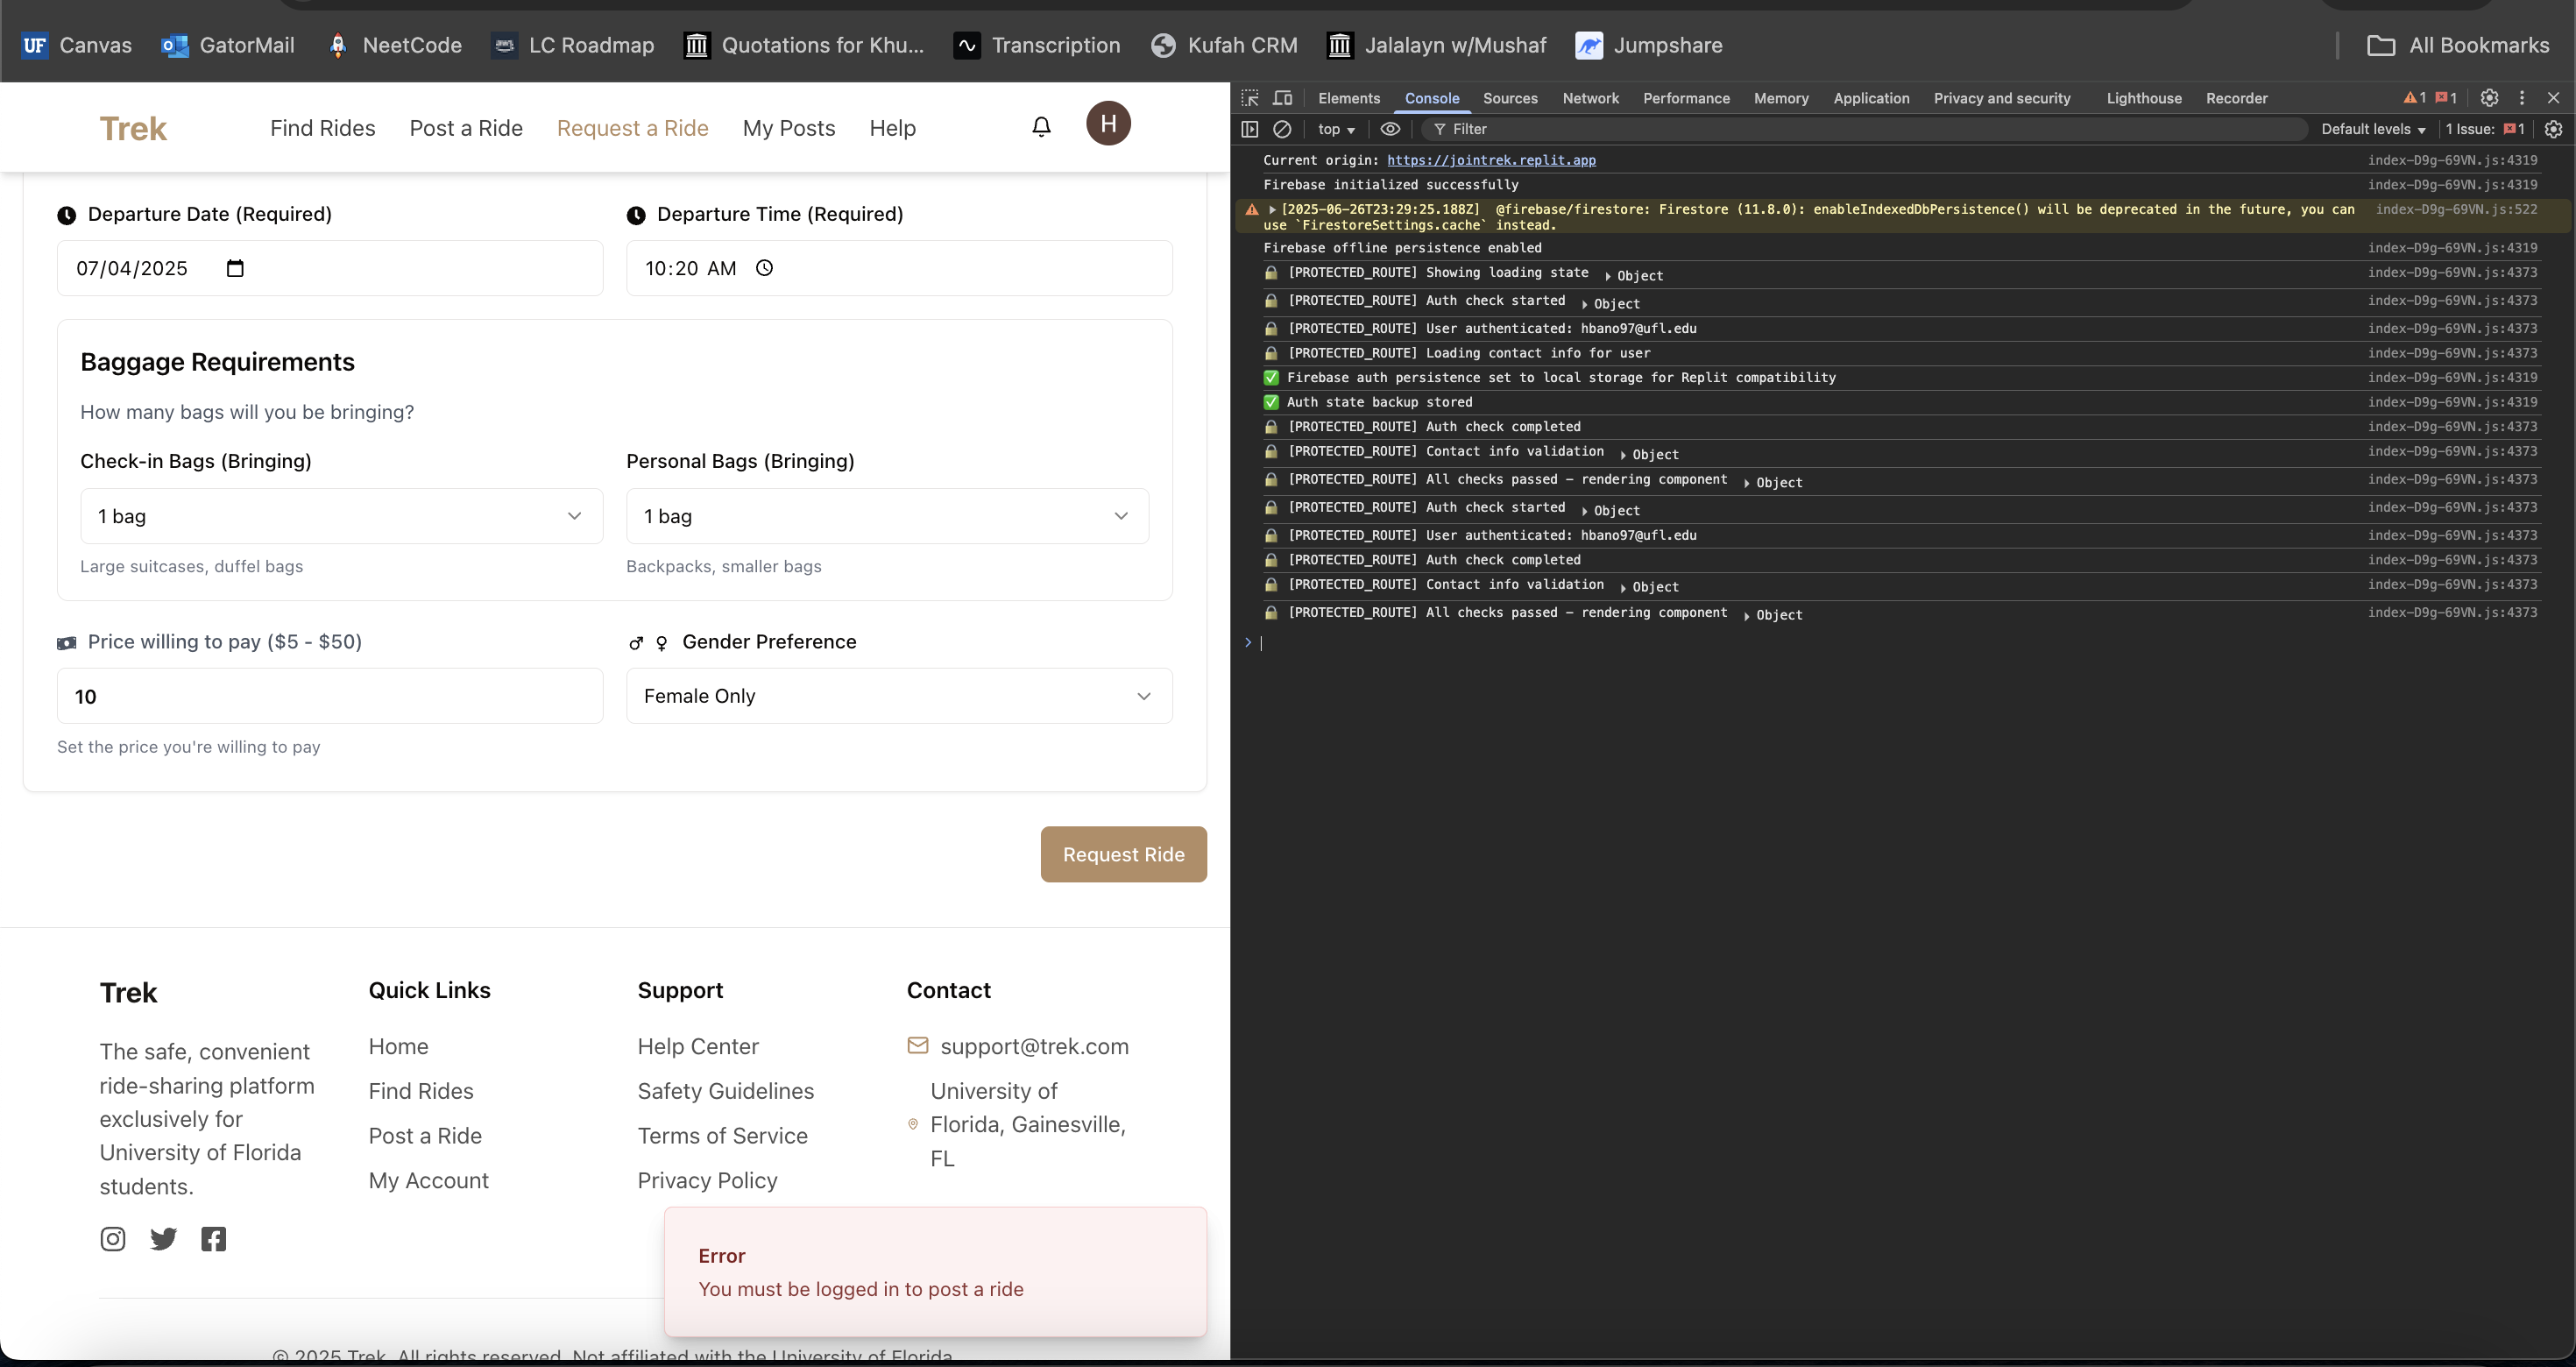 UF Canvas GatorMail NeetCode LC Roadmap Quotations for Khu... Transcription Kufah CRM Jalalayn w/Mushaf Jumpshare All Bookmarks
Trek Find Rides Post a Ride Request a Ride My Posts Help H
Departure Date (Required) Departure Time (Required)
07/04/2025 10:20 AM
Baggage Requirements
How many bags will you be bringing?
Check-in Bags (Bringing) Personal Bags (Bringing)
1 bag 1 bag
Large suitcases, duffel bags Backpacks, smaller bags
Price willing to pay ($5 - $50) Gender Preference
10 Female Only
Set the price you're willing to pay
Request Ride
Trek
The safe, convenient
ride-sharing platform
exclusively for
University of Florida
students.
Quick Links
Home
Find Rides
Post a Ride
My Account
Support
Help Center
Safety Guidelines
Terms of Service
Privacy Policy
Contact
support@trek.com
University of
Florida, Gainesville,
FL
Error
You must be logged in to post a ride
© 2025 Trek. All rights reserved. Not affiliated with the University of Florida
Elements Console Sources Network Performance Memory Application Privacy and security Lighthouse Recorder 1 1
top Filter Default levels 1 Issue: 1
Current origin: https://jointrek.replit.app index-D9g-69VN.js:4319
Firebase initialized successfully index-D9g-69VN.js:4319
[2025-06-26T23:29:25.188Z] @firebase/firestore: Firestore (11.8.0): enableIndexedDbPersistence() will be deprecated in the future, you can index-D9g-69VN.js:522
use `FirestoreSettings.cache` instead.
Firebase offline persistence enabled index-D9g-69VN.js:4319
[PROTECTED_ROUTE] Showing loading state Object index-D9g-69VN.js:4373
[PROTECTED_ROUTE] Auth check started Object index-D9g-69VN.js:4373
[PROTECTED_ROUTE] User authenticated: hbano97@ufl.edu index-D9g-69VN.js:4373
[PROTECTED_ROUTE] Loading contact info for user index-D9g-69VN.js:4373
Firebase auth persistence set to local storage for Replit compatibility index-D9g-69VN.js:4319
Auth state backup stored index-D9g-69VN.js:4319
[PROTECTED_ROUTE] Auth check completed index-D9g-69VN.js:4373
[PROTECTED_ROUTE] Contact info validation Object index-D9g-69VN.js:4373
[PROTECTED_ROUTE] All checks passed - rendering component Object index-D9g-69VN.js:4373
[PROTECTED_ROUTE] Auth check started Object index-D9g-69VN.js:4373
[PROTECTED_ROUTE] User authenticated: hbano97@ufl.edu index-D9g-69VN.js:4373
[PROTECTED_ROUTE] Auth check completed index-D9g-69VN.js:4373
[PROTECTED_ROUTE] Contact info validation Object index-D9g-69VN.js:4373
[PROTECTED_ROUTE] All checks passed - rendering component Object index-D9g-69VN.js:4373